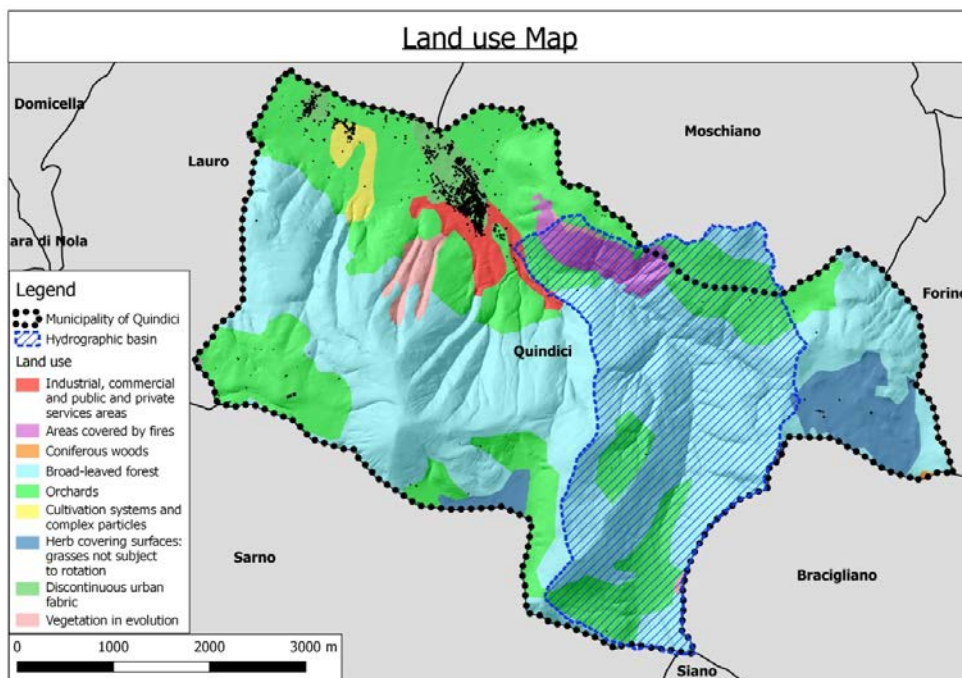 Land use Map
Domicella
Moschiano
Lauro
ara di Nola
Forino
Quindici
Legend
Municipality of Quindici
Hydrographic basin
Land use
Industrial, commercial
and public and private
services areas
Areas covered by fires
Coniferous woods
Broad-leaved forest
Orchards
Cultivation systems and
complex particles
Herb covering surfaces:
grasses not subject
to rotation
Discontinuous urban
fabric
Vegetation in evolution
Sarno
Bracigliano
Siano
0 1000 2000 3000 m